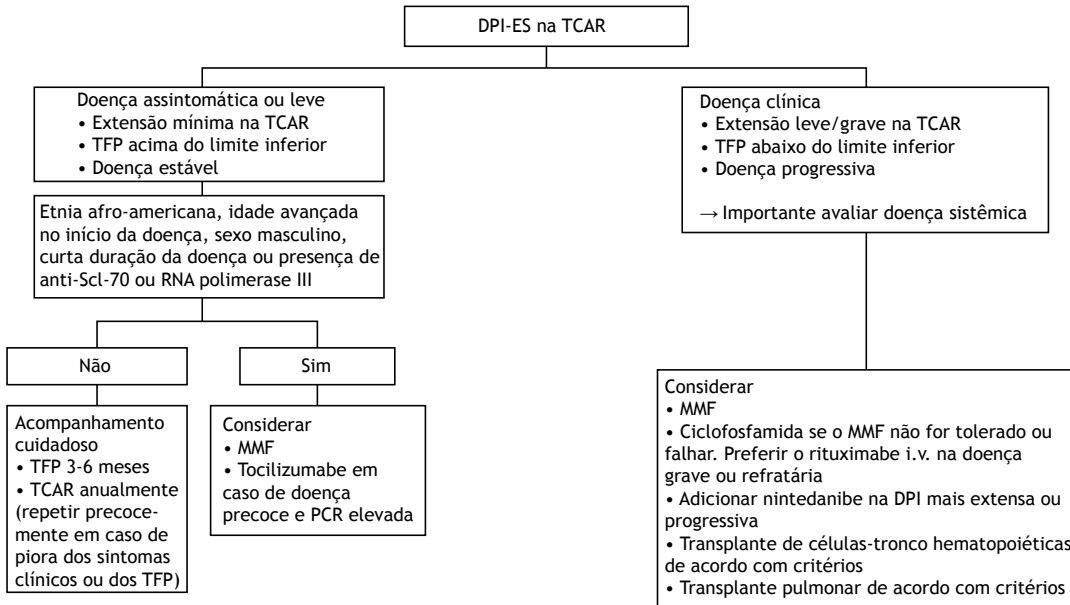 DPI-ES na TCAR
Doença assintomática ou leve
• Extensão mínima na TCAR
• TFP acima do limite inferior
• Doença estável
Doença clínica
• Extensão leve/grave na TCAR
• TFP abaixo do limite inferior
• Doença progressiva
→ Importante avaliar doença sistêmica
Etnia afro-americana, idade avançada
no início da doença, sexo masculino,
curta duração da doença ou presença de
anti-Scl-70 ou RNA polimerase III
Não
Sim
Acompanhamento
cuidadoso
• TFP 3-6 meses
• TCAR anualmente
(repetir precoce-
mente em caso de
piora dos sintomas
clínicos ou dos TFP)
Considerar
• MMF
• Tocilizumabe em
caso de doença
precoce e PCR elevada
Considerar
• MMF
• Ciclofosfamida se o MMF não for tolerado ou
falhar. Preferir o rituximabe i.v. na doença
grave ou refratária
• Adicionar nintedanibe na DPI mais extensa ou
progressiva
• Transplante de células-tronco hematopoiéticas
de acordo com critérios
• Transplante pulmonar de acordo com critérios